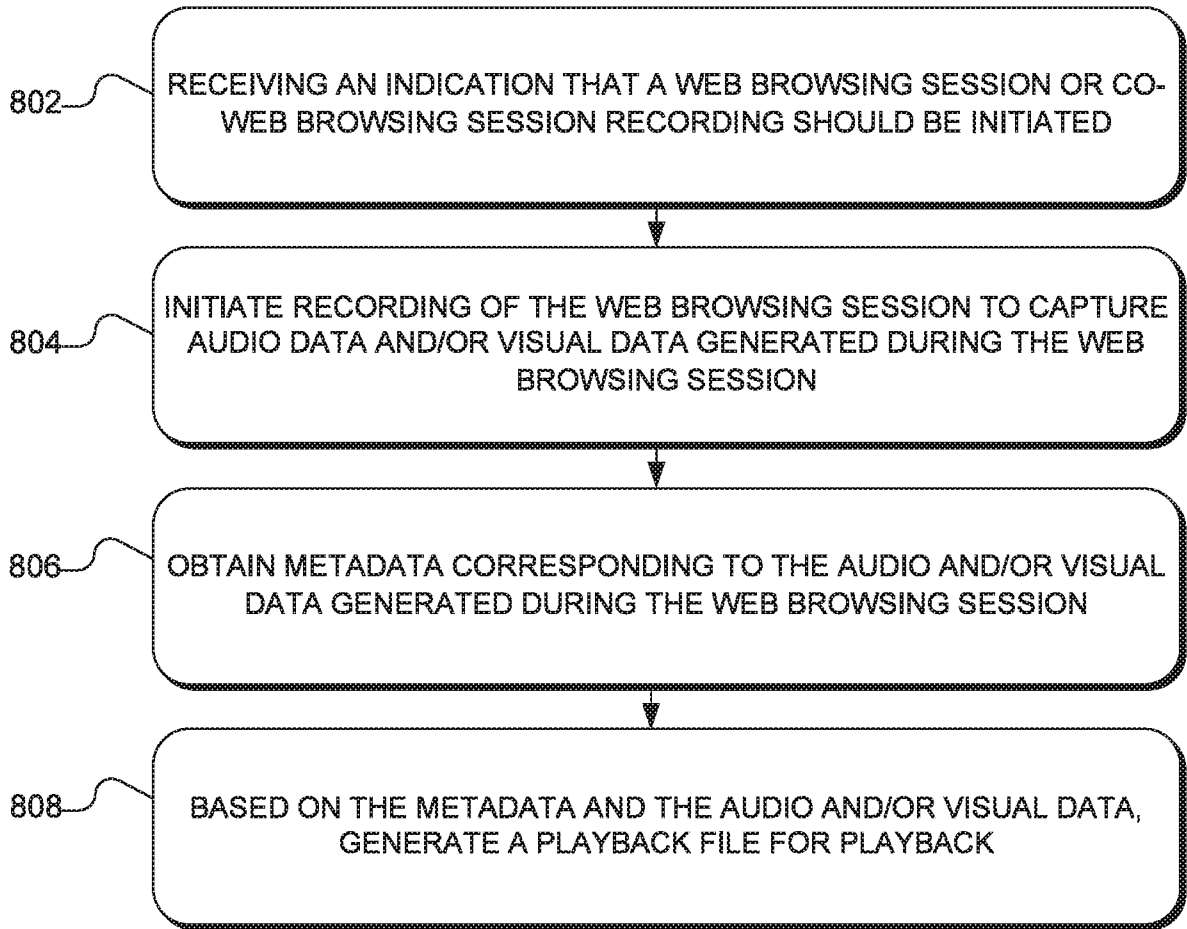 802
RECEIVING AN INDICATION THAT A WEB BROWSING SESSION OR CO-
WEB BROWSING SESSION RECORDING SHOULD BE INITIATED
804
INITIATE RECORDING OF THE WEB BROWSING SESSION TO CAPTURE
AUDIO DATA AND/OR VISUAL DATA GENERATED DURING THE WEB
BROWSING SESSION
806
OBTAIN METADATA CORRESPONDING TO THE AUDIO AND/OR VISUAL
DATA GENERATED DURING THE WEB BROWSING SESSION
808
BASED ON THE METADATA AND THE AUDIO AND/OR VISUAL DATA,
GENERATE A PLAYBACK FILE FOR PLAYBACK